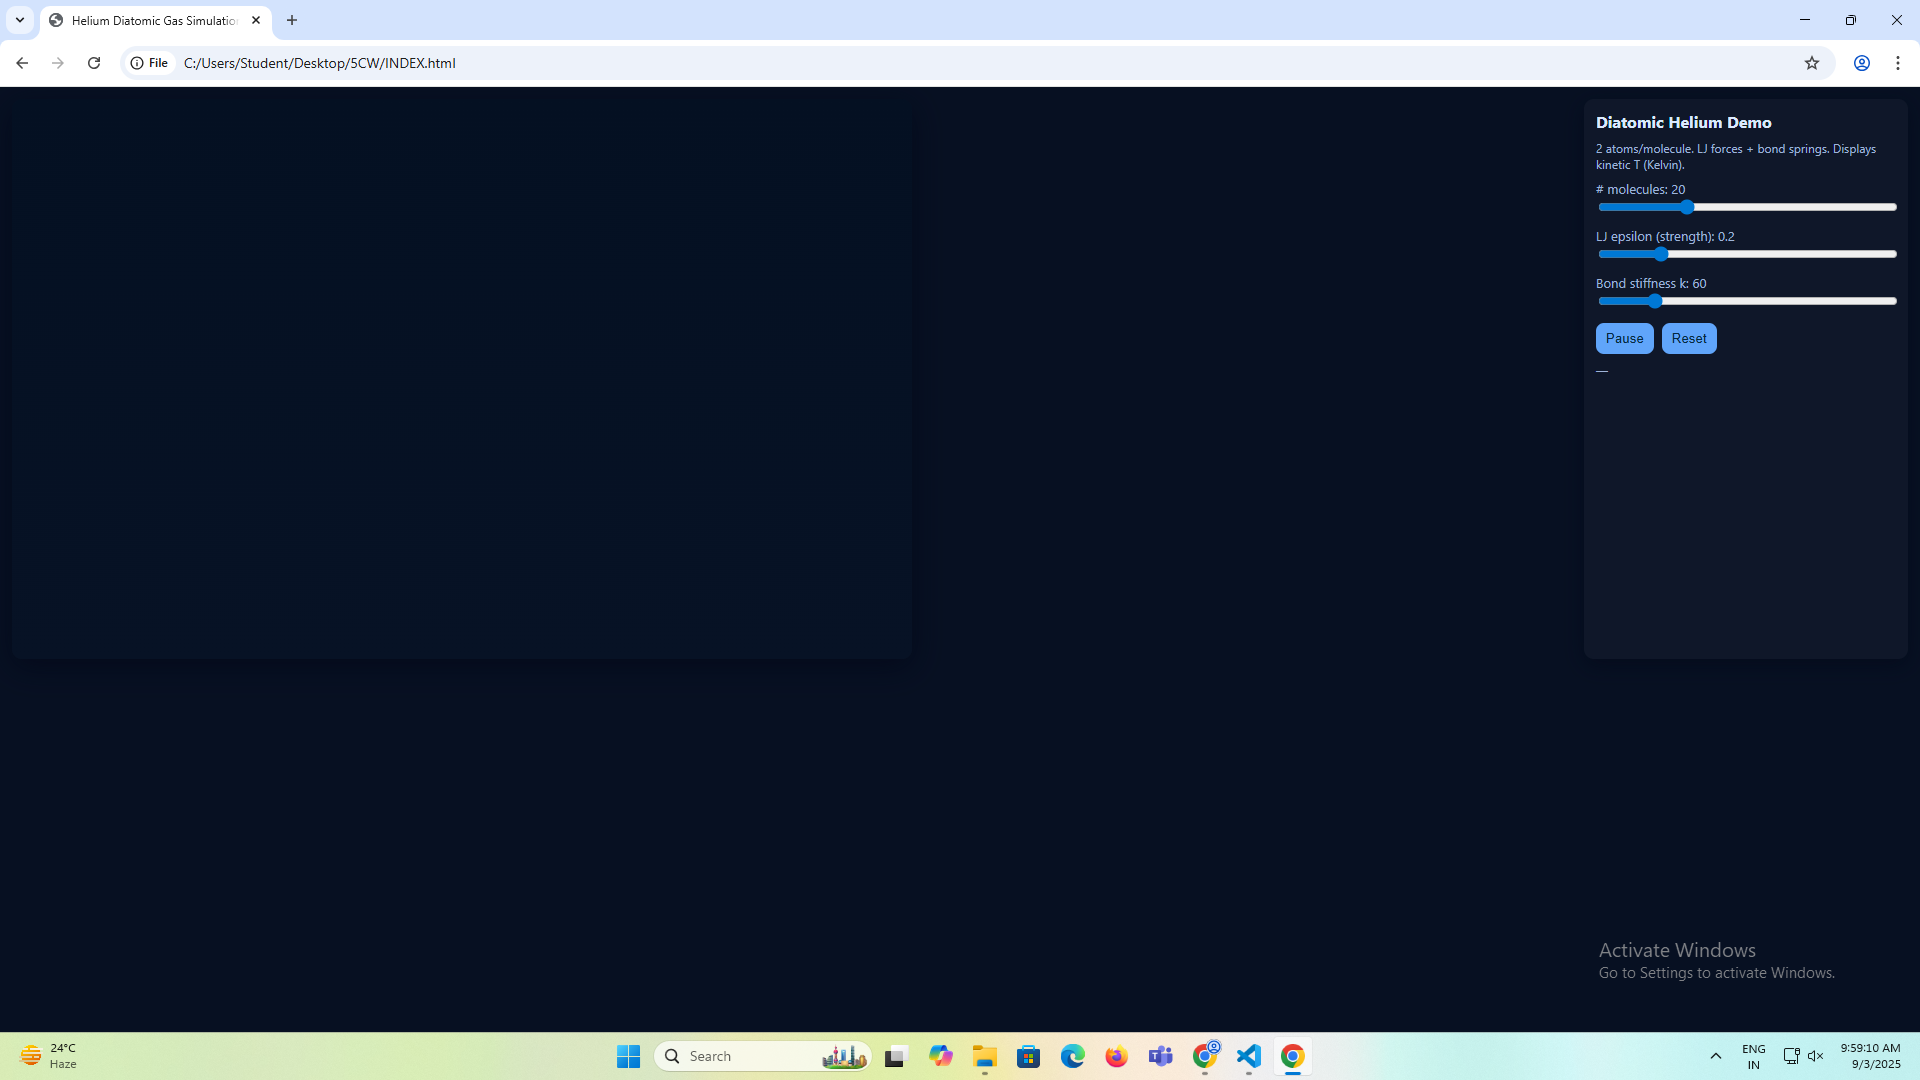 Helium Diatomic Gas Simulatio
File
C:/Users/Student/Desktop/5CW/INDEX.html
Diatomic Helium Demo
2 atoms/molecule. LJ forces + bond springs. Displays
kinetic T (Kelvin).
# molecules: 20
LJ epsilon (strength): 0.2
Bond stiffness k: 60
Pause
Reset
—
Activate Windows
Go to Settings to activate Windows.
24°C
Haze
Search
ENG
IN
9:59:10 AM
9/3/2025